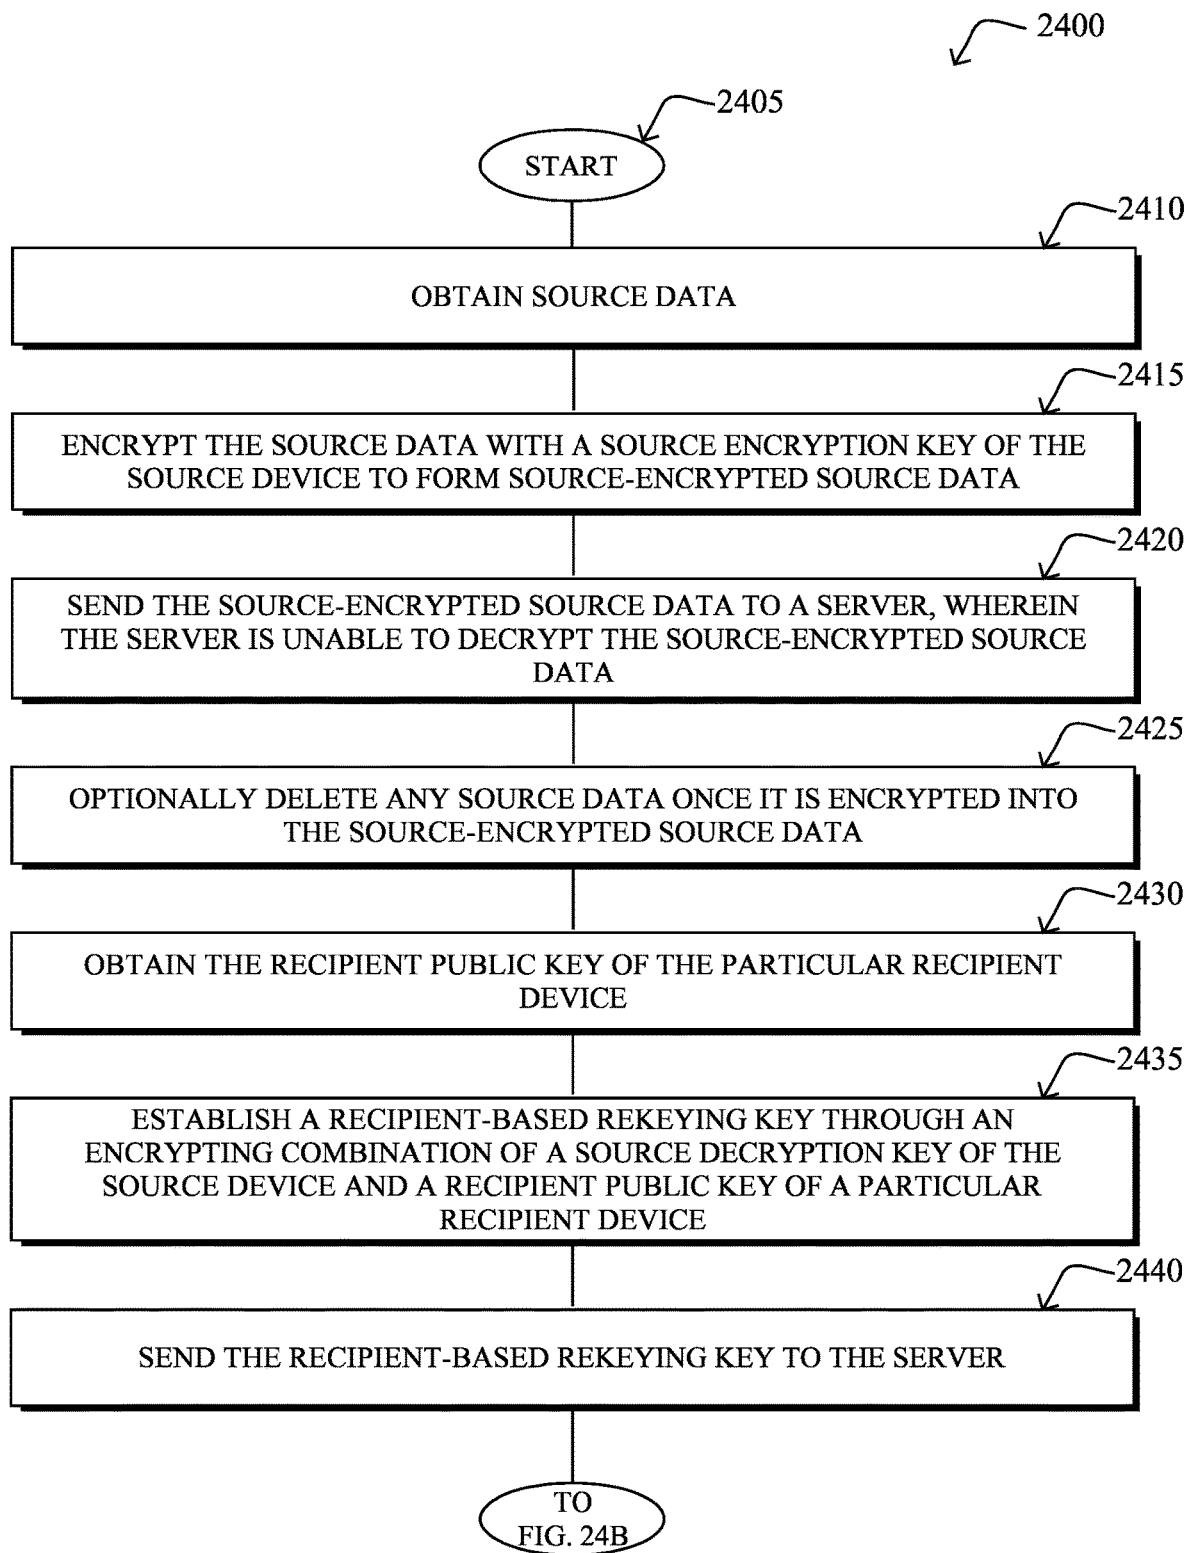 2400
2405
START
2410
OBTAIN SOURCE DATA
2415
ENCRYPT THE SOURCE DATA WITH A SOURCE ENCRYPTION KEY OF THE
SOURCE DEVICE TO FORM SOURCE-ENCRYPTED SOURCE DATA
2420
SEND THE SOURCE-ENCRYPTED SOURCE DATA TO A SERVER, WHEREIN
THE SERVER IS UNABLE TO DECRYPT THE SOURCE-ENCRYPTED SOURCE
DATA
2425
OPTIONALLY DELETE ANY SOURCE DATA ONCE IT IS ENCRYPTED INTO
THE SOURCE-ENCRYPTED SOURCE DATA
2430
OBTAIN THE RECIPIENT PUBLIC KEY OF THE PARTICULAR RECIPIENT
DEVICE
2435
ESTABLISH A RECIPIENT-BASED REKEYING KEY THROUGH AN
ENCRYPTING COMBINATION OF A SOURCE DECRYPTION KEY OF THE
SOURCE DEVICE AND A RECIPIENT PUBLIC KEY OF A PARTICULAR
RECIPIENT DEVICE
2440
SEND THE RECIPIENT-BASED REKEYING KEY TO THE SERVER
TO
FIG. 24B